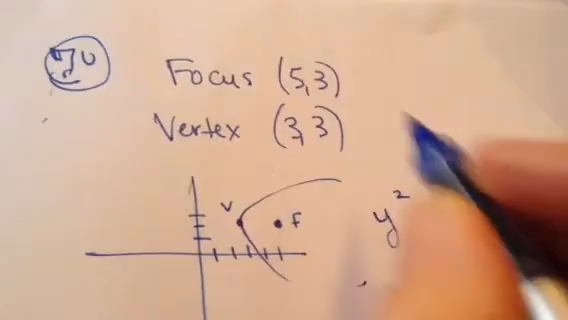 70
Focus (5,3)
Vertex (3,3)
V
F
y²